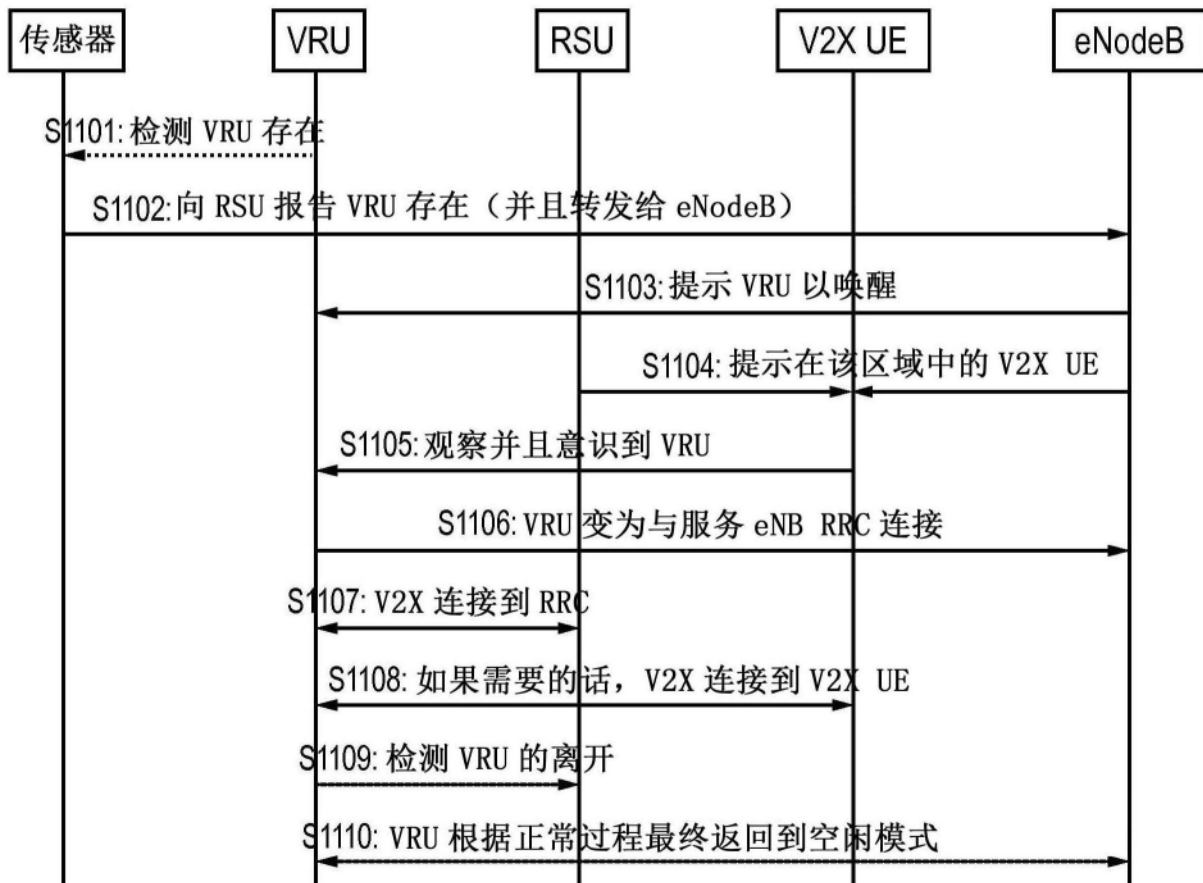 传感器
VRU
RSU
V2X UE
eNodeB
S1101: 检测 VRU 存在
S1102: 向 RSU 报告 VRU 存在（并且转发给 eNodeB）
S1103: 提示 VRU 以唤醒
S1104: 提示在该区域中的 V2X UE
S1105: 观察并且意识到 VRU
S1106: VRU 变为与服务 eNB RRC 连接
S1107: V2X 连接到 RRC
S1108: 如果需要的话，V2X 连接到 V2X UE
S1109: 检测 VRU 的离开
S1110: VRU 根据正常过程最终返回到空闲模式